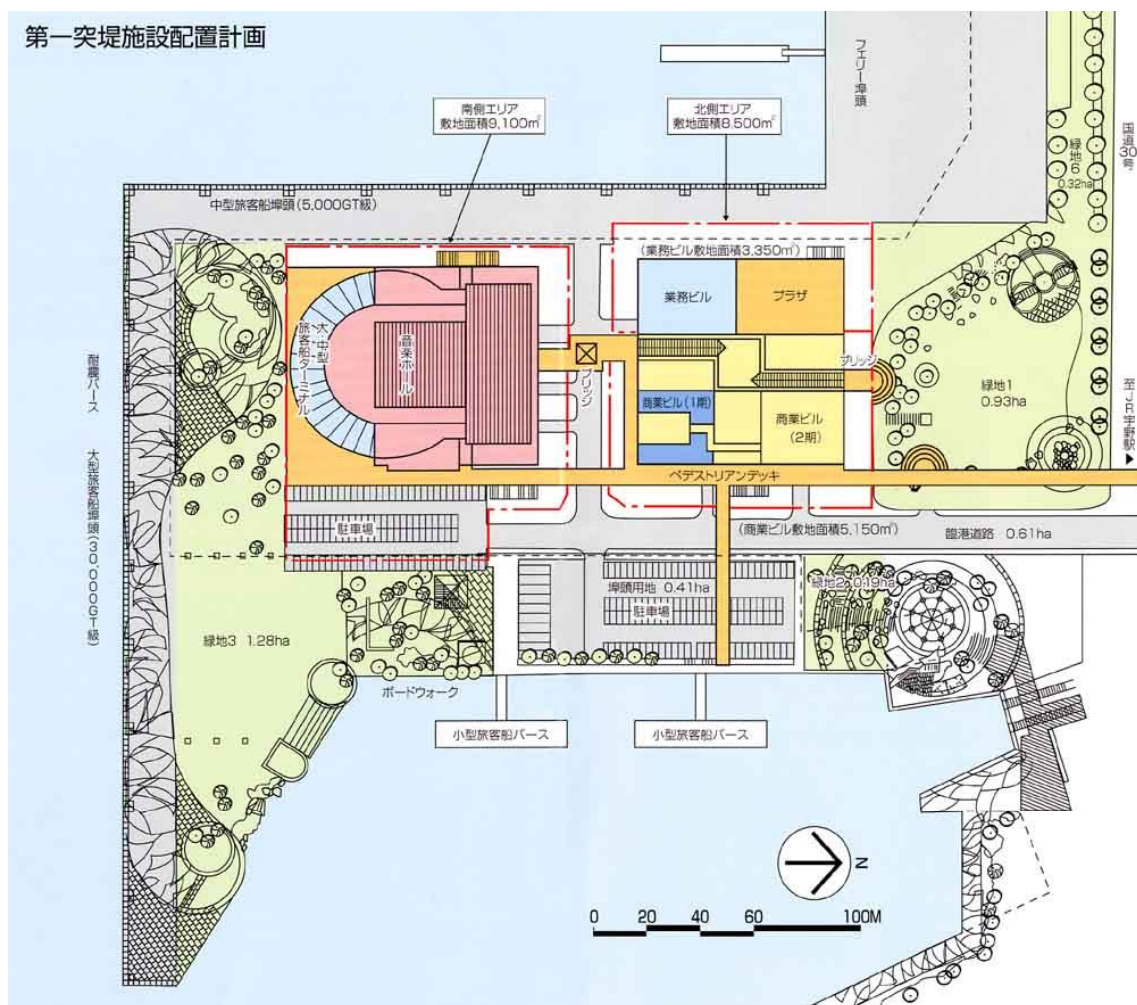 第一突堤施設配置計画
南側エリア
敷地面積9,100m²
北側エリア
敷地面積8,500m²
フェリー埠頭
国道30号
緑地6
0.32ha
中型旅客船埠頭(5,000GT級)
(業務ビル敷地面積3,350m²)
業務ビル
プラザ
大・中型
旅客船ターミナル
音楽ホール
ブリッジ
ブリッジ
商業ビル(1期)
商業ビル
(2期)
緑地1
0.93ha
至JR宇野駅
耐震バース 大型旅客船埠頭(30,000GT級)
ペデストリアンデッキ
駐車場
(商業ビル敷地面積5,150m²)
臨港道路 0.61ha
埠頭用地 0.41ha
駐車場
緑地2 0.19ha
緑地3 1.28ha
ボードウォーク
小型旅客船バース
小型旅客船バース
N
0 20 40 60 100M